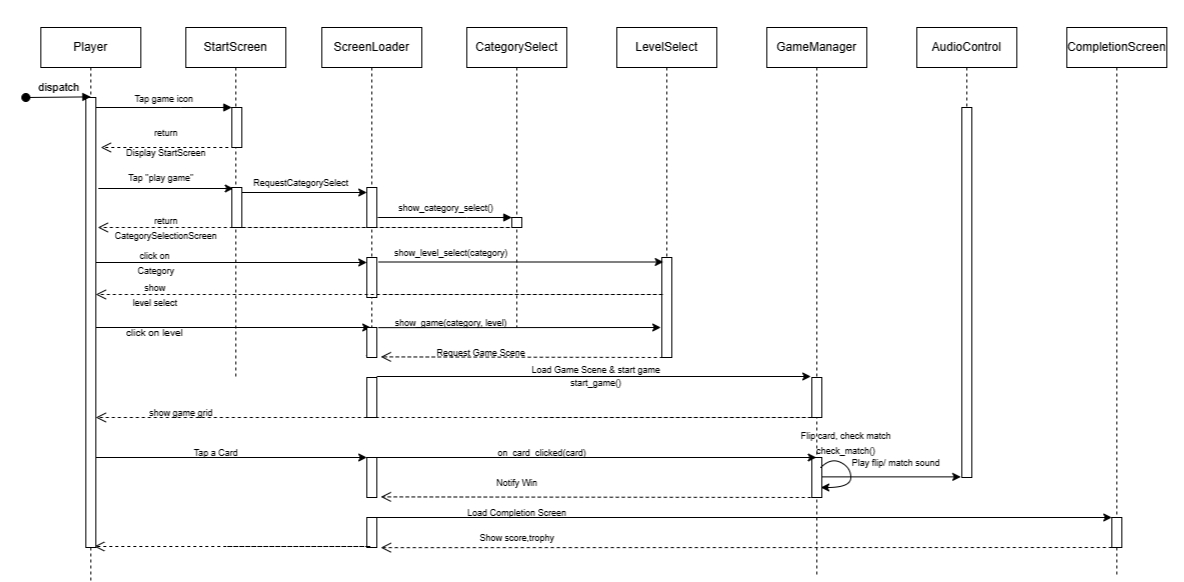 Player
StartScreen
ScreenLoader
CategorySelect
LevelSelect
GameManager
AudioControl
CompletionScreen
dispatch
Tap game icon
return
Display StartScreen
Tap "play game"
RequestCategorySelect
show_category_select()
return
CategorySelectionScreen
click on
Category
show_level_select(category)
show
level select
click on level
show_game(category, level)
Request Game Scene
Load Game Scene & start game
start_game()
show game grid
Flip card, check match
check_match()
Tap a Card
on_card_clicked(card)
Play flip/ match sound
Notify Win
Load Completion Screen
Show score,trophy